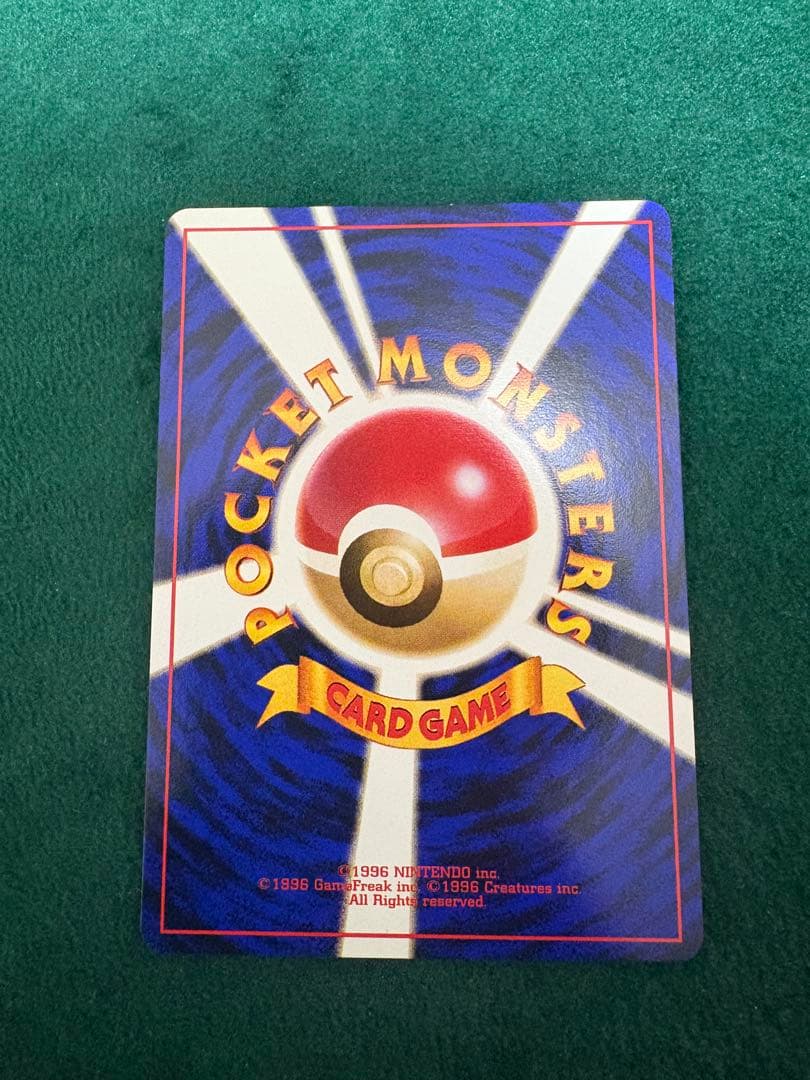 POCKET MONSTERS
CARD GAME
©1996 NINTENDO inc.
©1996 GameFreak inc. ©1996 Creatures inc.
All Rights reserved.